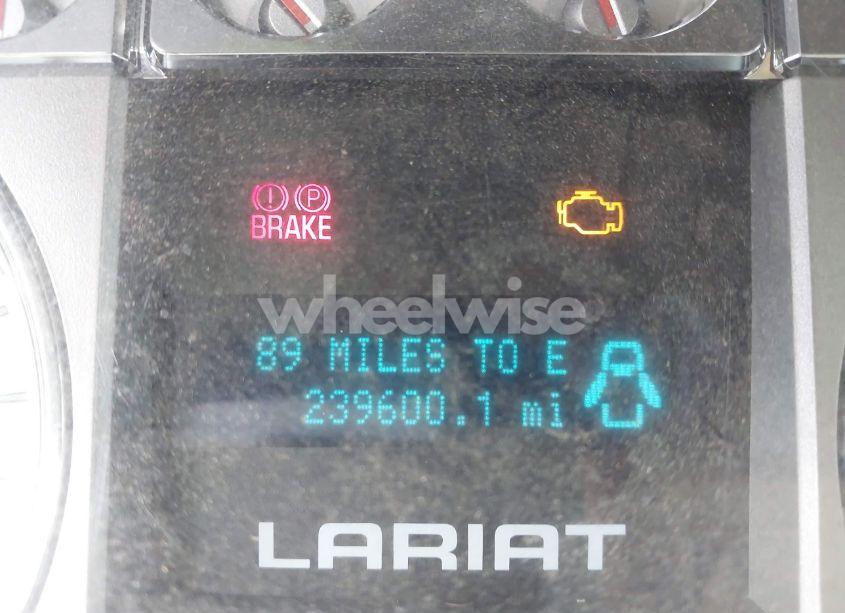 (!) (P)
BRAKE
wheelwise
89 MILES TO E
239600.1 mi
LARIAT